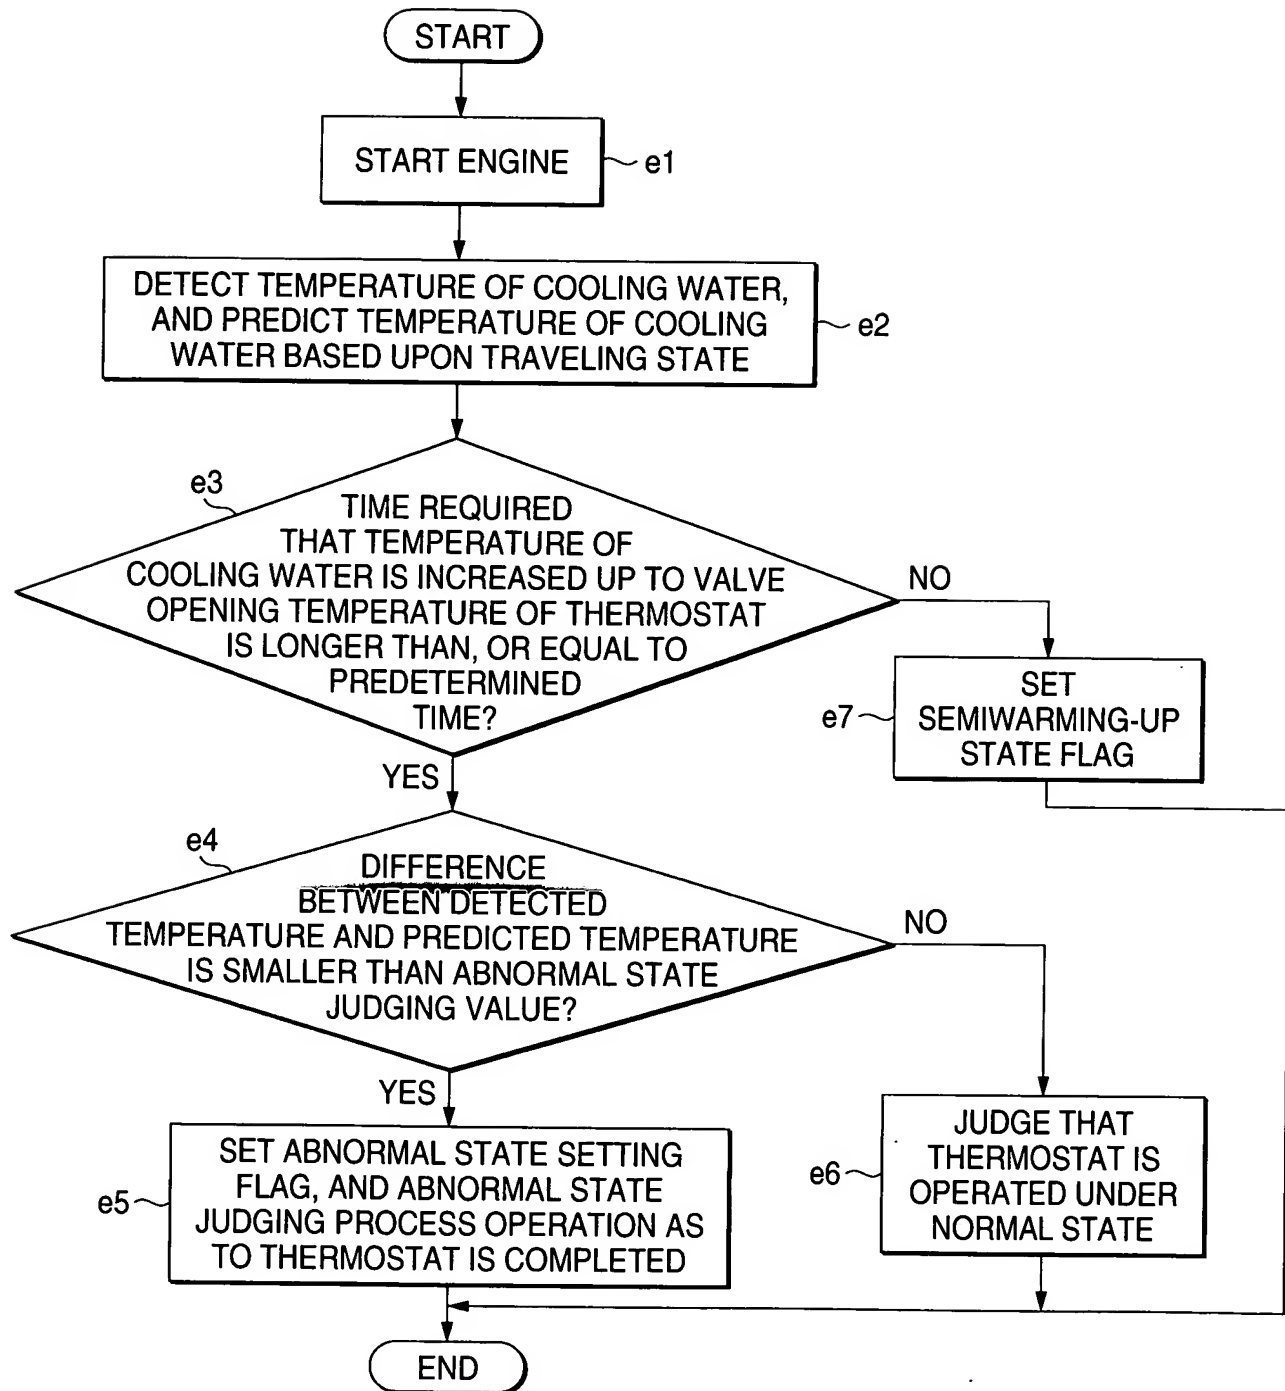 START
START ENGINE
e1
DETECT TEMPERATURE OF COOLING WATER,
AND PREDICT TEMPERATURE OF COOLING
WATER BASED UPON TRAVELING STATE
e2
e3
TIME REQUIRED
THAT TEMPERATURE OF
COOLING WATER IS INCREASED UP TO VALVE
OPENING TEMPERATURE OF THERMOSTAT
IS LONGER THAN, OR EQUAL TO
PREDETERMINED
TIME?
NO
YES
SET
SEMIWARMING-UP
STATE FLAG
e7
e4
DIFFERENCE
BETWEEN DETECTED
TEMPERATURE AND PREDICTED TEMPERATURE
IS SMALLER THAN ABNORMAL STATE
JUDGING VALUE?
NO
YES
SET ABNORMAL STATE SETTING
FLAG, AND ABNORMAL STATE
JUDGING PROCESS OPERATION AS
TO THERMOSTAT IS COMPLETED
e5
JUDGE THAT
THERMOSTAT IS
OPERATED UNDER
NORMAL STATE
e6
END